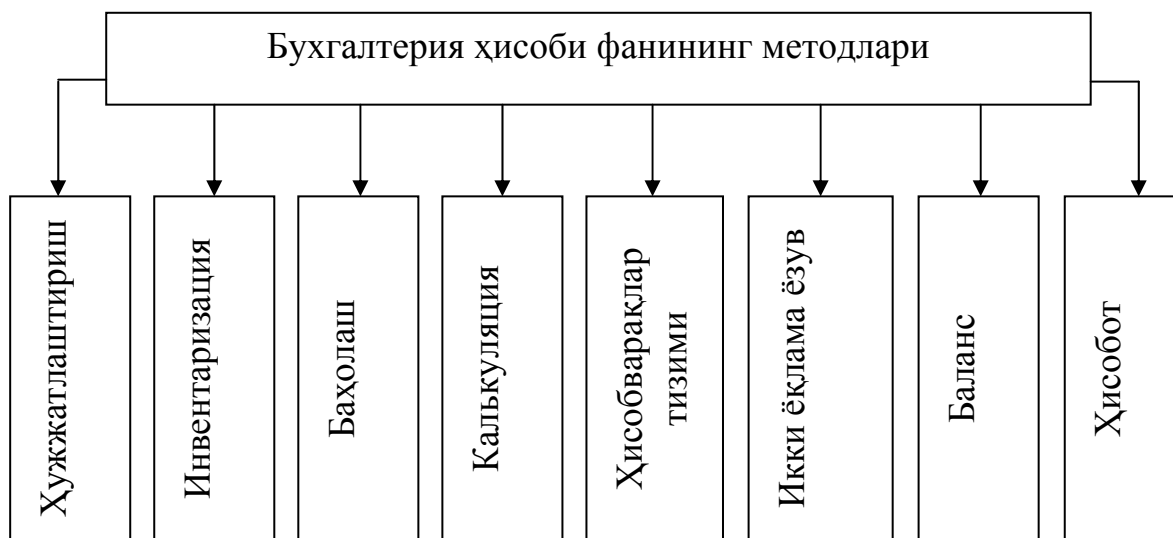 Бухгалтерия ҳисоби фанининг методлари
Ҳужжатлаштириш
Инвентаризация
Баҳолаш
Калькуляция
Ҳисобварақлар
тизими
Икки ёқлама ёзув
Баланс
Ҳисобот